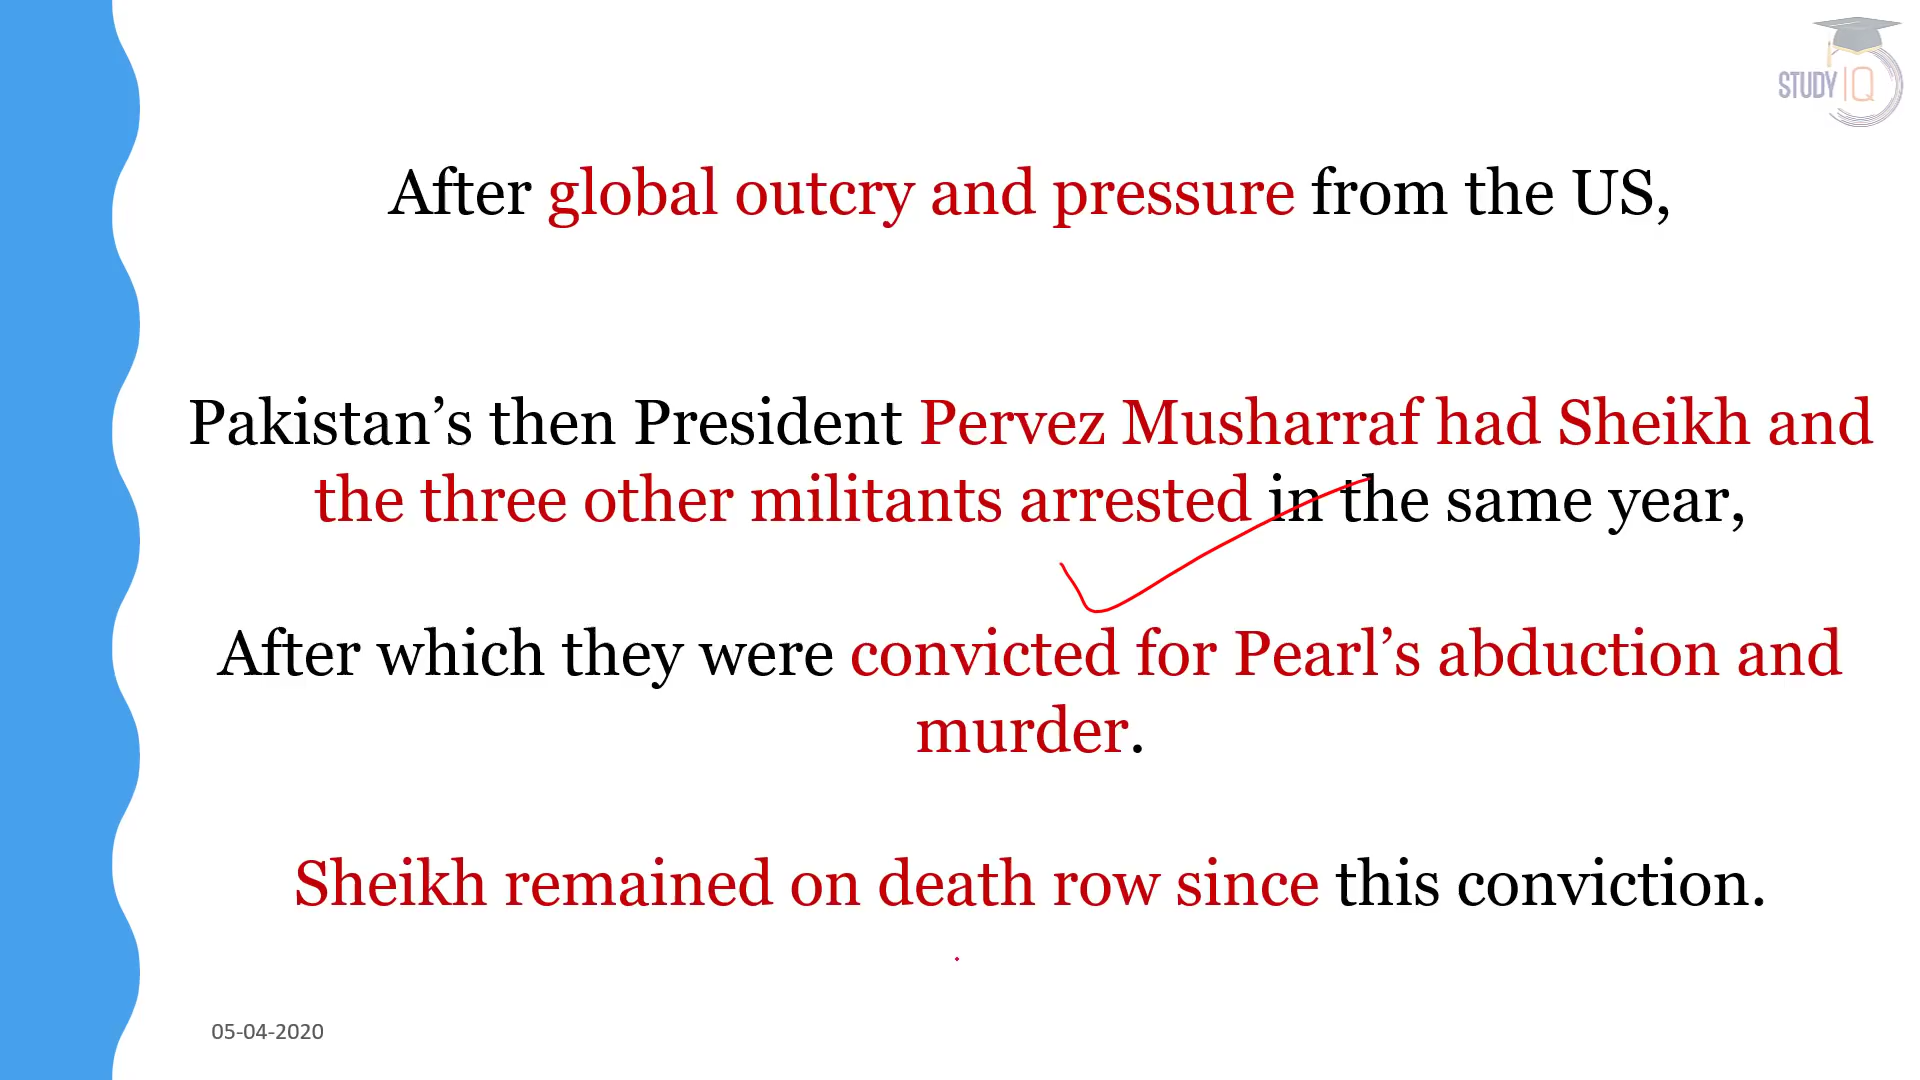 STUDY IQ
After global outcry and pressure from the US,
Pakistan’s then President Pervez Musharraf had Sheikh and
the three other militants arrested in the same year,
After which they were convicted for Pearl’s abduction and
murder.
Sheikh remained on death row since this conviction.
05-04-2020